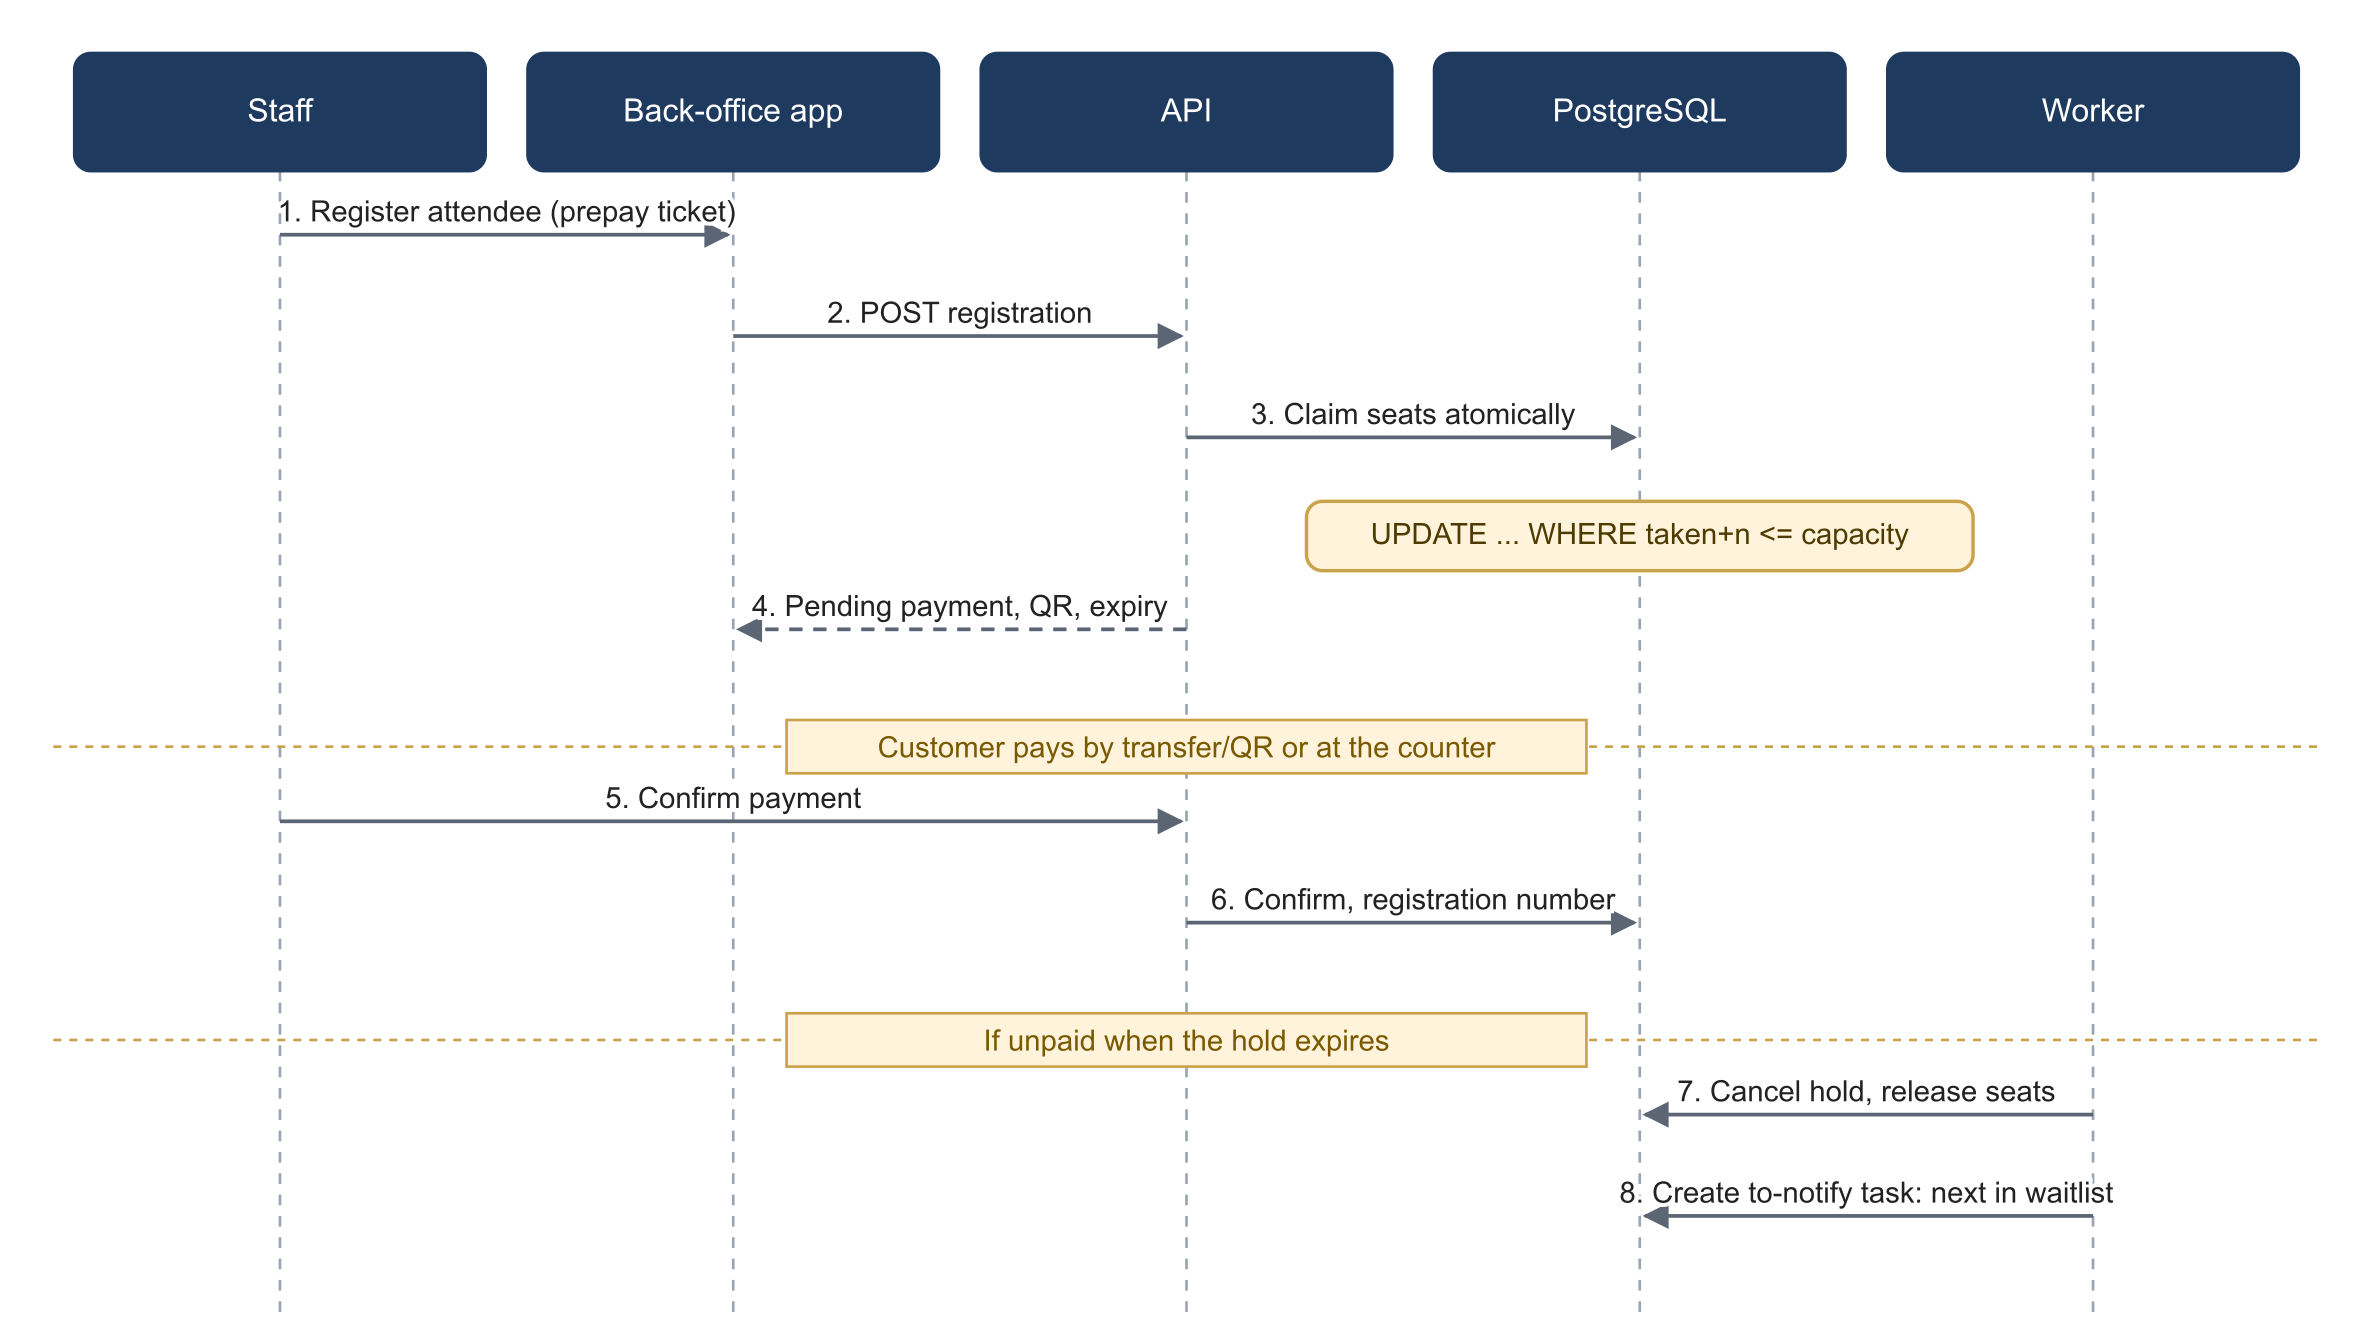 Staff
Back-office app
API
PostgreSQL
Worker
1. Register attendee (prepay ticket)
2. POST registration
3. Claim seats atomically
UPDATE ... WHERE taken+n <= capacity
4. Pending payment, QR, expiry
Customer pays by transfer/QR or at the counter
5. Confirm payment
6. Confirm, registration number
If unpaid when the hold expires
7. Cancel hold, release seats
8. Create to-notify task: next in waitlist